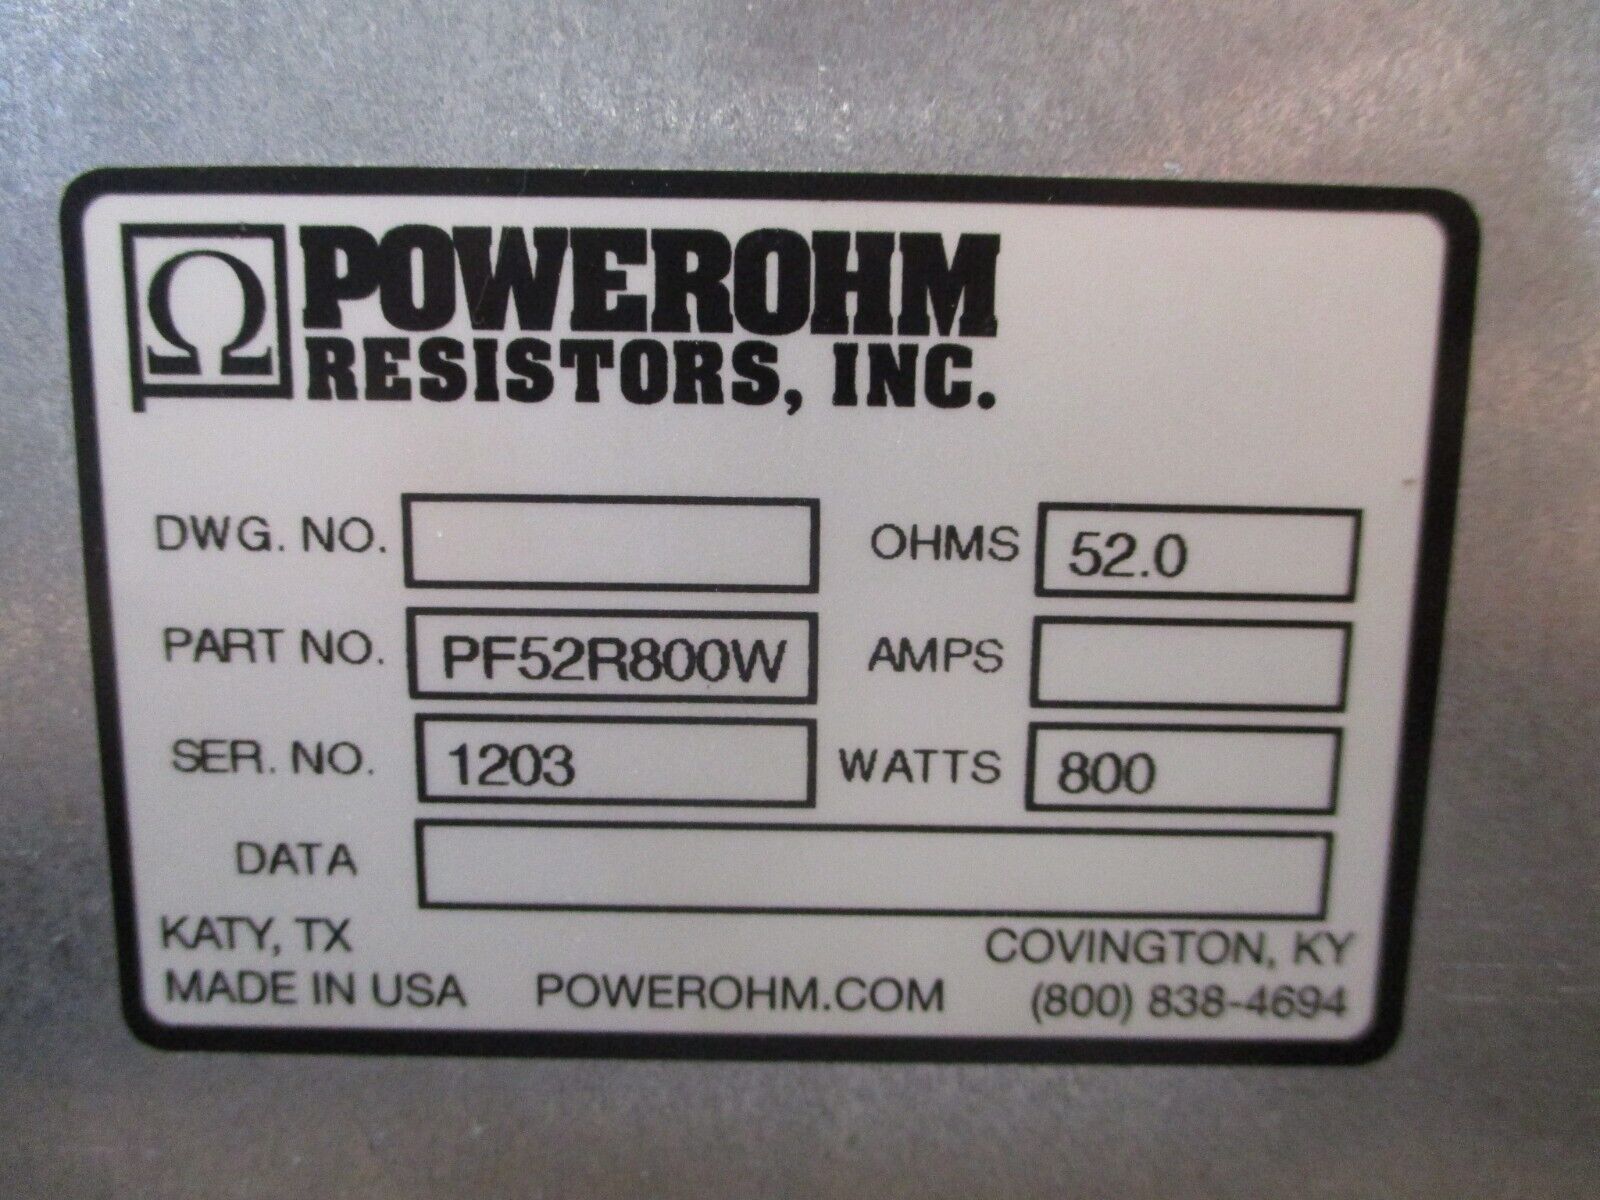 Ω POWEROHM
RESISTORS, INC.
DWG. NO. OHMS 52.0
PART NO. PF52R800W AMPS
SER. NO. 1203 WATTS 800
DATA
KATY, TX COVINGTON, KY
MADE IN USA POWEROHM.COM (800) 838-4694